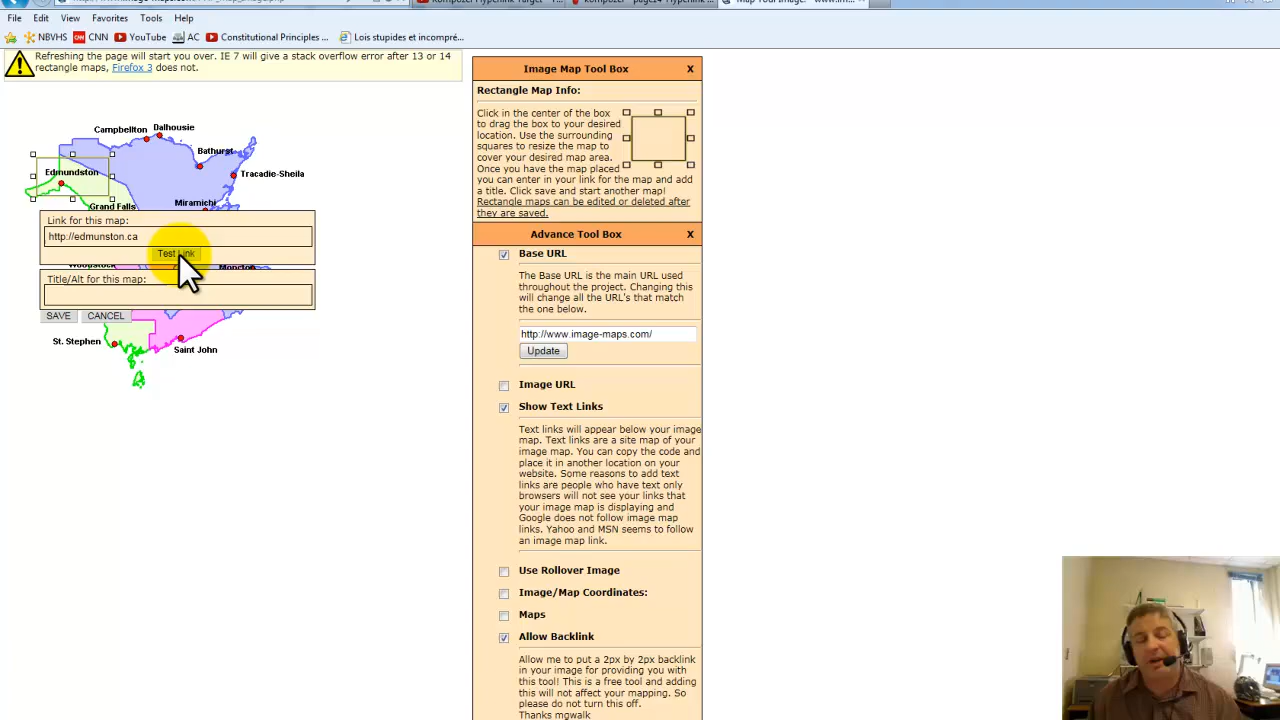 File Edit View Favorites Tools Help
NBVHS CNN YouTube AC Constitutional Principles ... Lois stupides et incompré...
Refreshing the page will start you over. IE 7 will give a stack overflow error after 13 or 14
rectangle maps, Firefox 3 does not.
Campbellton
Dalhousie
Bathurst
Tracadie-Sheila
Edmundston
Grand Falls
Miramichi
Link for this map:
http://edmunston.ca
Test Link
Moncton
Title/Alt for this map:
SAVE CANCEL
St. Stephen
Saint John
Image Map Tool Box X
Rectangle Map Info:
Click in the center of the box
to drag the box to your desired
location. Use the surrounding
squares to resize the map to
cover your desired map area.
Once you have the map placed
you can enter in your link for the map and add
a title. Click save and start another map!
Rectangle maps can be edited or deleted after
they are saved.
Advance Tool Box X
Base URL
The Base URL is the main URL used
throughout the project. Changing this
will change all the URL's that match
the one below.
http://www.image-maps.com/
Update
Image URL
Show Text Links
Text links will appear below your image
map. Text links are a site map of your
image map. You can copy the code and
place it in another location on your
website. Some reasons to add text
links are people who have text only
browsers will not see your links that
your image map is displaying and
Google does not follow image map
links. Yahoo and MSN seems to follow
an image map link.
Use Rollover Image
Image/Map Coordinates:
Maps
Allow Backlink
Allow me to put a 2px by 2px backlink
in your image for providing you with
this tool! This is a free tool and adding
this will not affect your mapping. So
please do not turn this off.
Thanks mgwalk